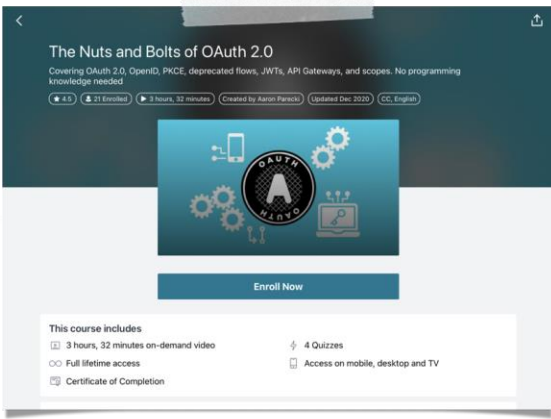 The Nuts and Bolts of OAuth 2.0
Covering OAuth 2.0, OpenID, PKCE, deprecated flows, JWTs, API Gateways, and scopes. No programming
knowledge needed
4.5
21 Enrolled
3 hours, 32 minutes
Created by Aaron Parecki
Updated Dec 2020
CC, English
OAUTH
A
OAUTH
Enroll Now
This course includes
3 hours, 32 minutes on-demand video
4 Quizzes
Full lifetime access
Access on mobile, desktop and TV
Certificate of Completion